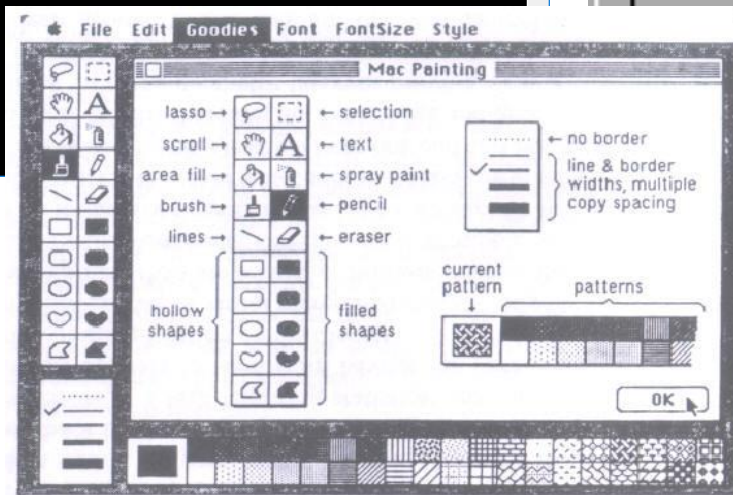 File Edit Goodies Font FontSize Style
Mac Painting
lasso → ← selection
scroll → A ← text
area fill → ← spray paint
brush → ← pencil
lines → ← eraser
hollow
shapes
filled
shapes
← no border
line & border
widths, multiple
copy spacing
current
pattern
patterns
OK
A